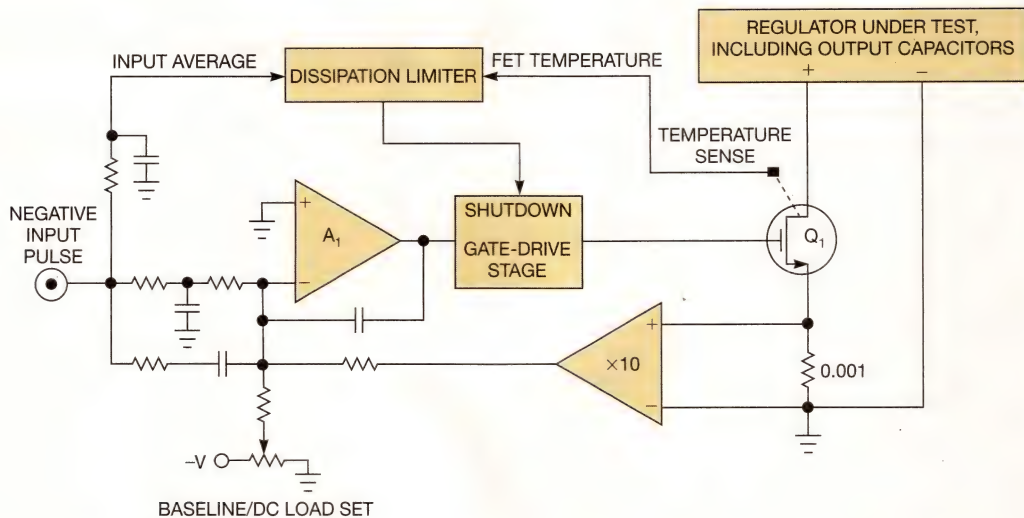 REGULATOR UNDER TEST,
INCLUDING OUTPUT CAPACITORS
+ −
INPUT AVERAGE
DISSIPATION LIMITER
FET TEMPERATURE
TEMPERATURE
SENSE
NEGATIVE
INPUT
PULSE
+
A1
−
SHUTDOWN
GATE-DRIVE
STAGE
Q1
+
×10
−
0.001
−V
BASELINE/DC LOAD SET